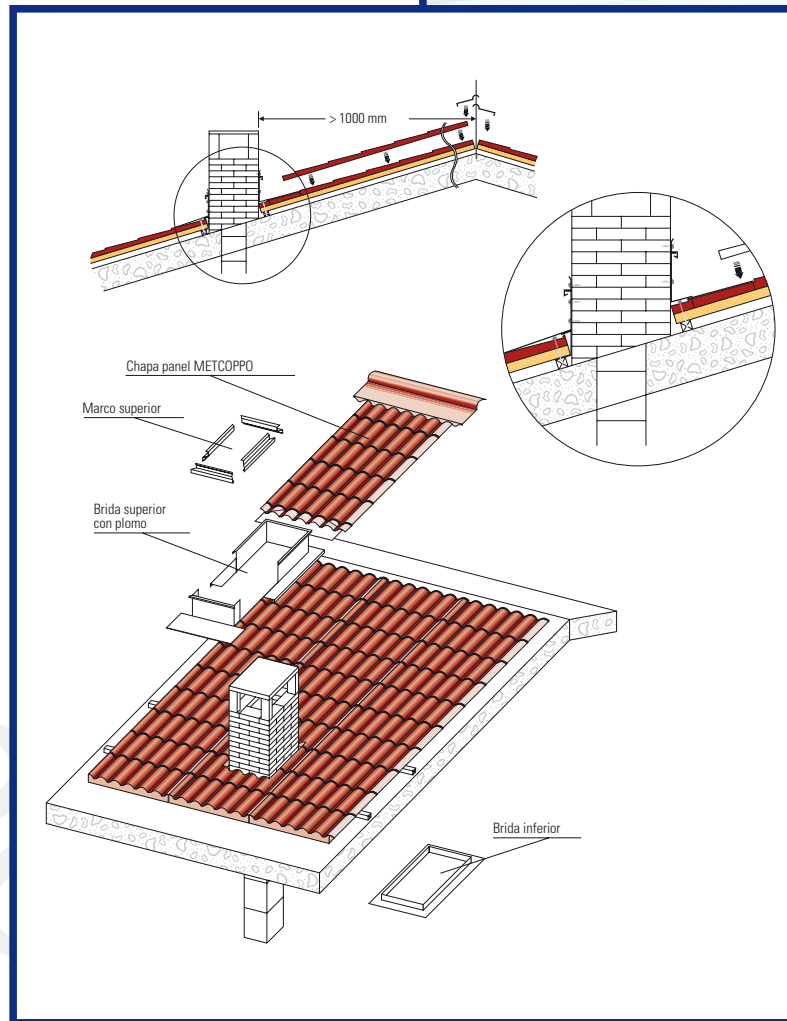 > 1000 mm
Chapa panel METCOPPO
Marco superior
Brida superior
con plomo
Brida inferior